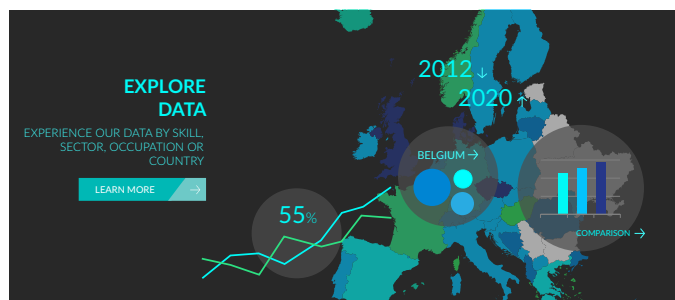 EXPLORE
DATA
EXPERIENCE OUR DATA BY SKILL,
SECTOR, OCCUPATION OR
COUNTRY
LEARN MORE →
55%
2012 ↓
2020 ↑
BELGIUM →
COMPARISON →